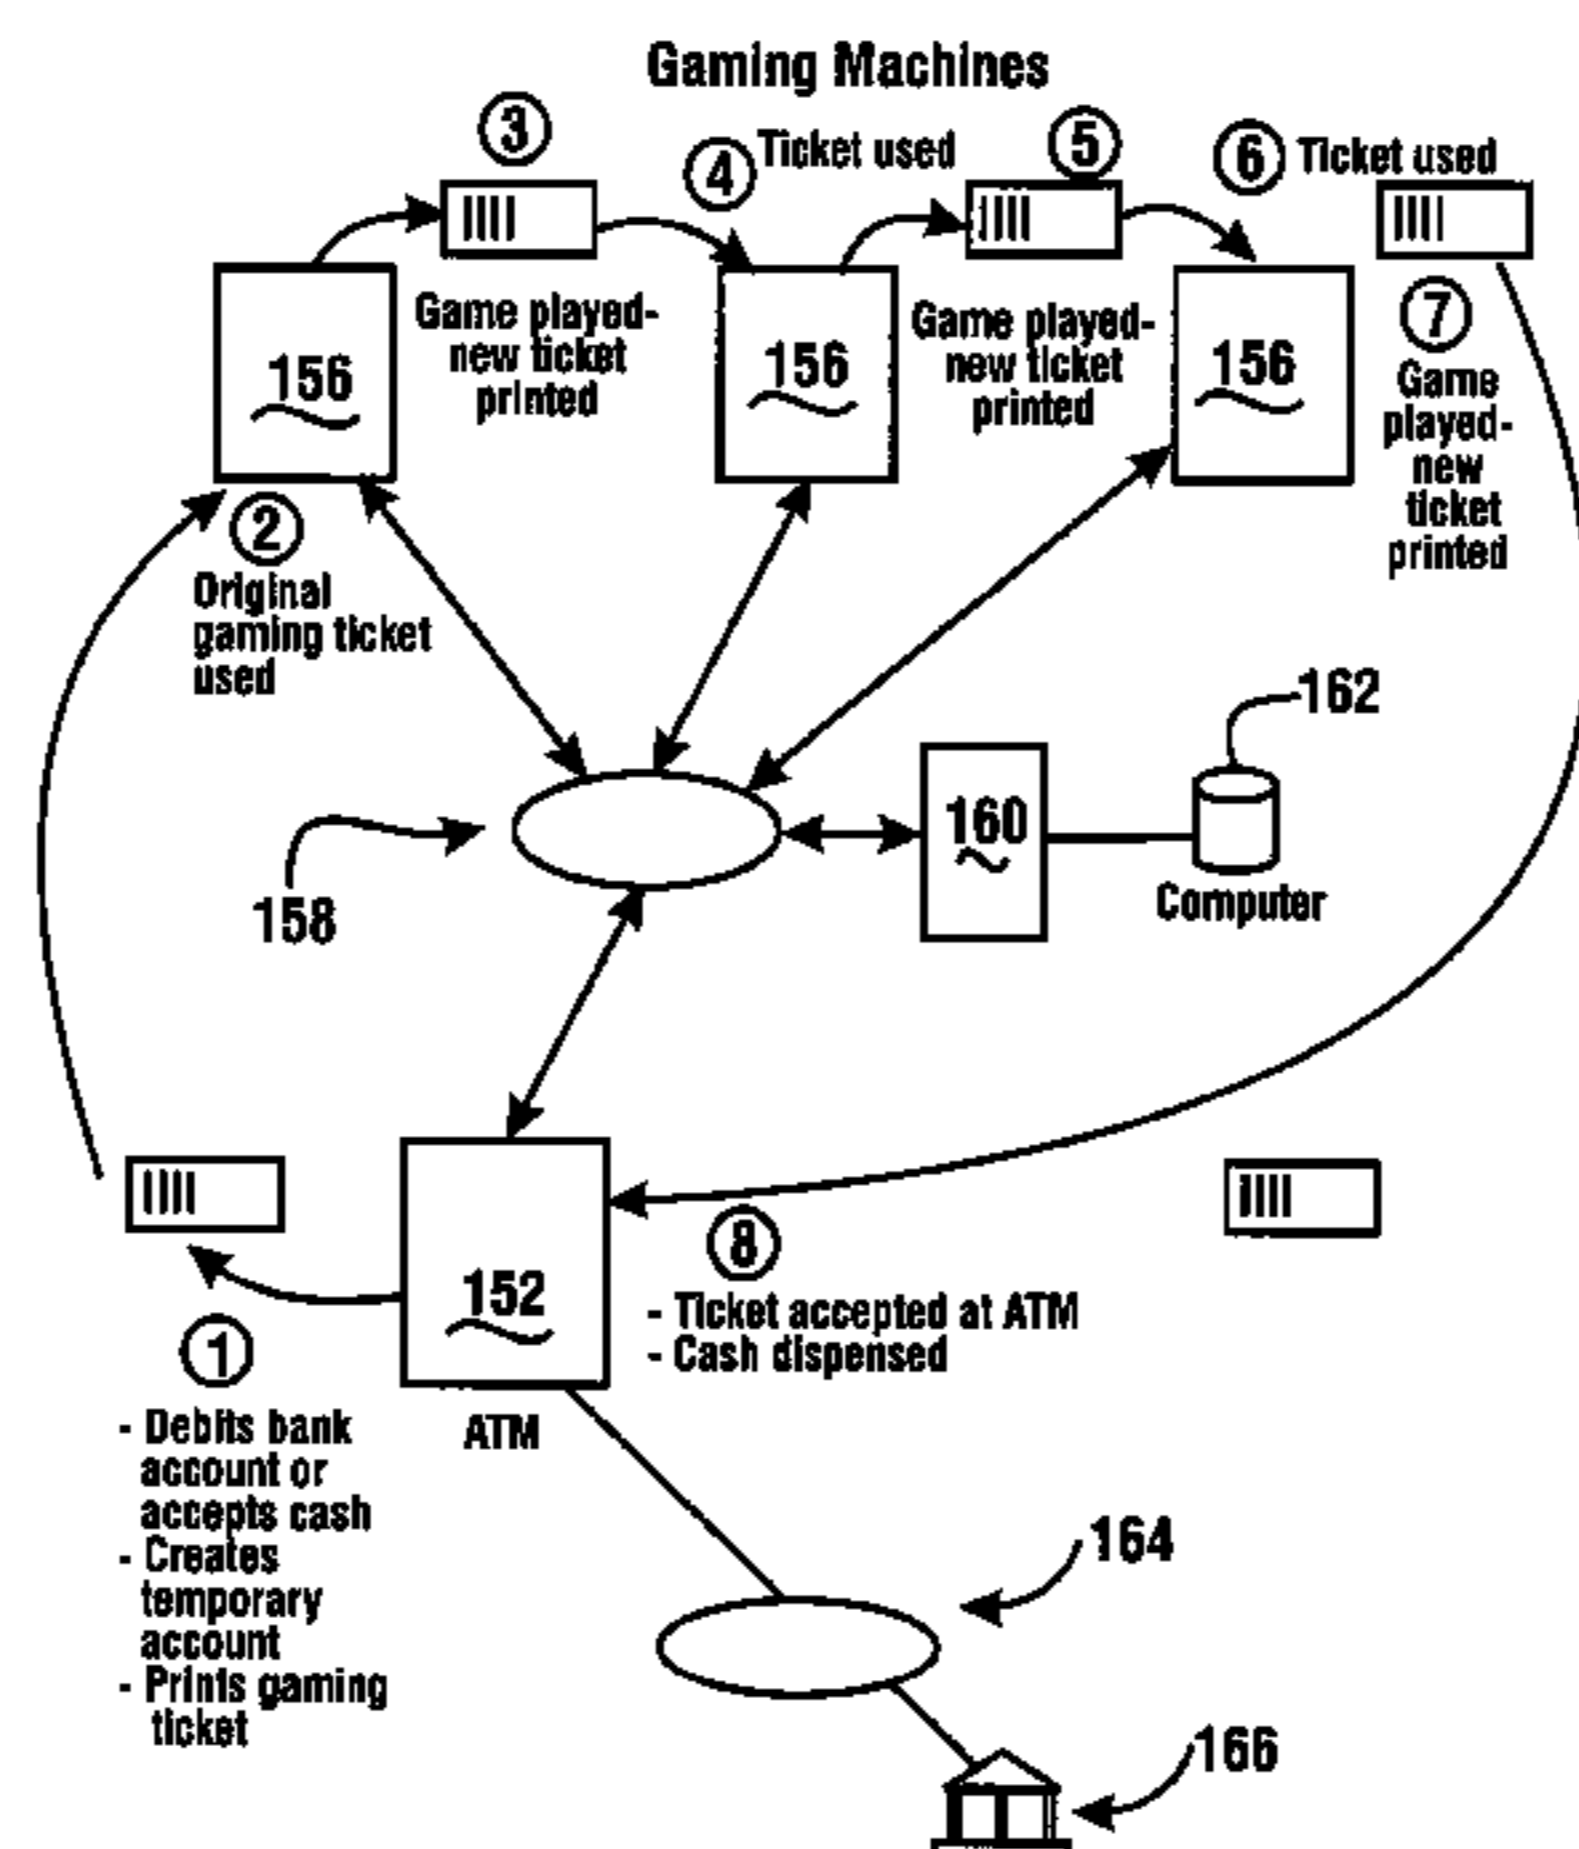 Gaming Machines
3
4 Ticket used
5
6 Ticket used
156
Game played-
new ticket
printed
156
Game played-
new ticket
printed
156
7
Game
played-
new
ticket
printed
2
Original
gaming ticket
used
162
160
Computer
158
152
ATM
1
- Debits bank
account or
accepts cash
- Creates
temporary
account
- Prints gaming
ticket
8
- Ticket accepted at ATM
- Cash dispensed
164
166